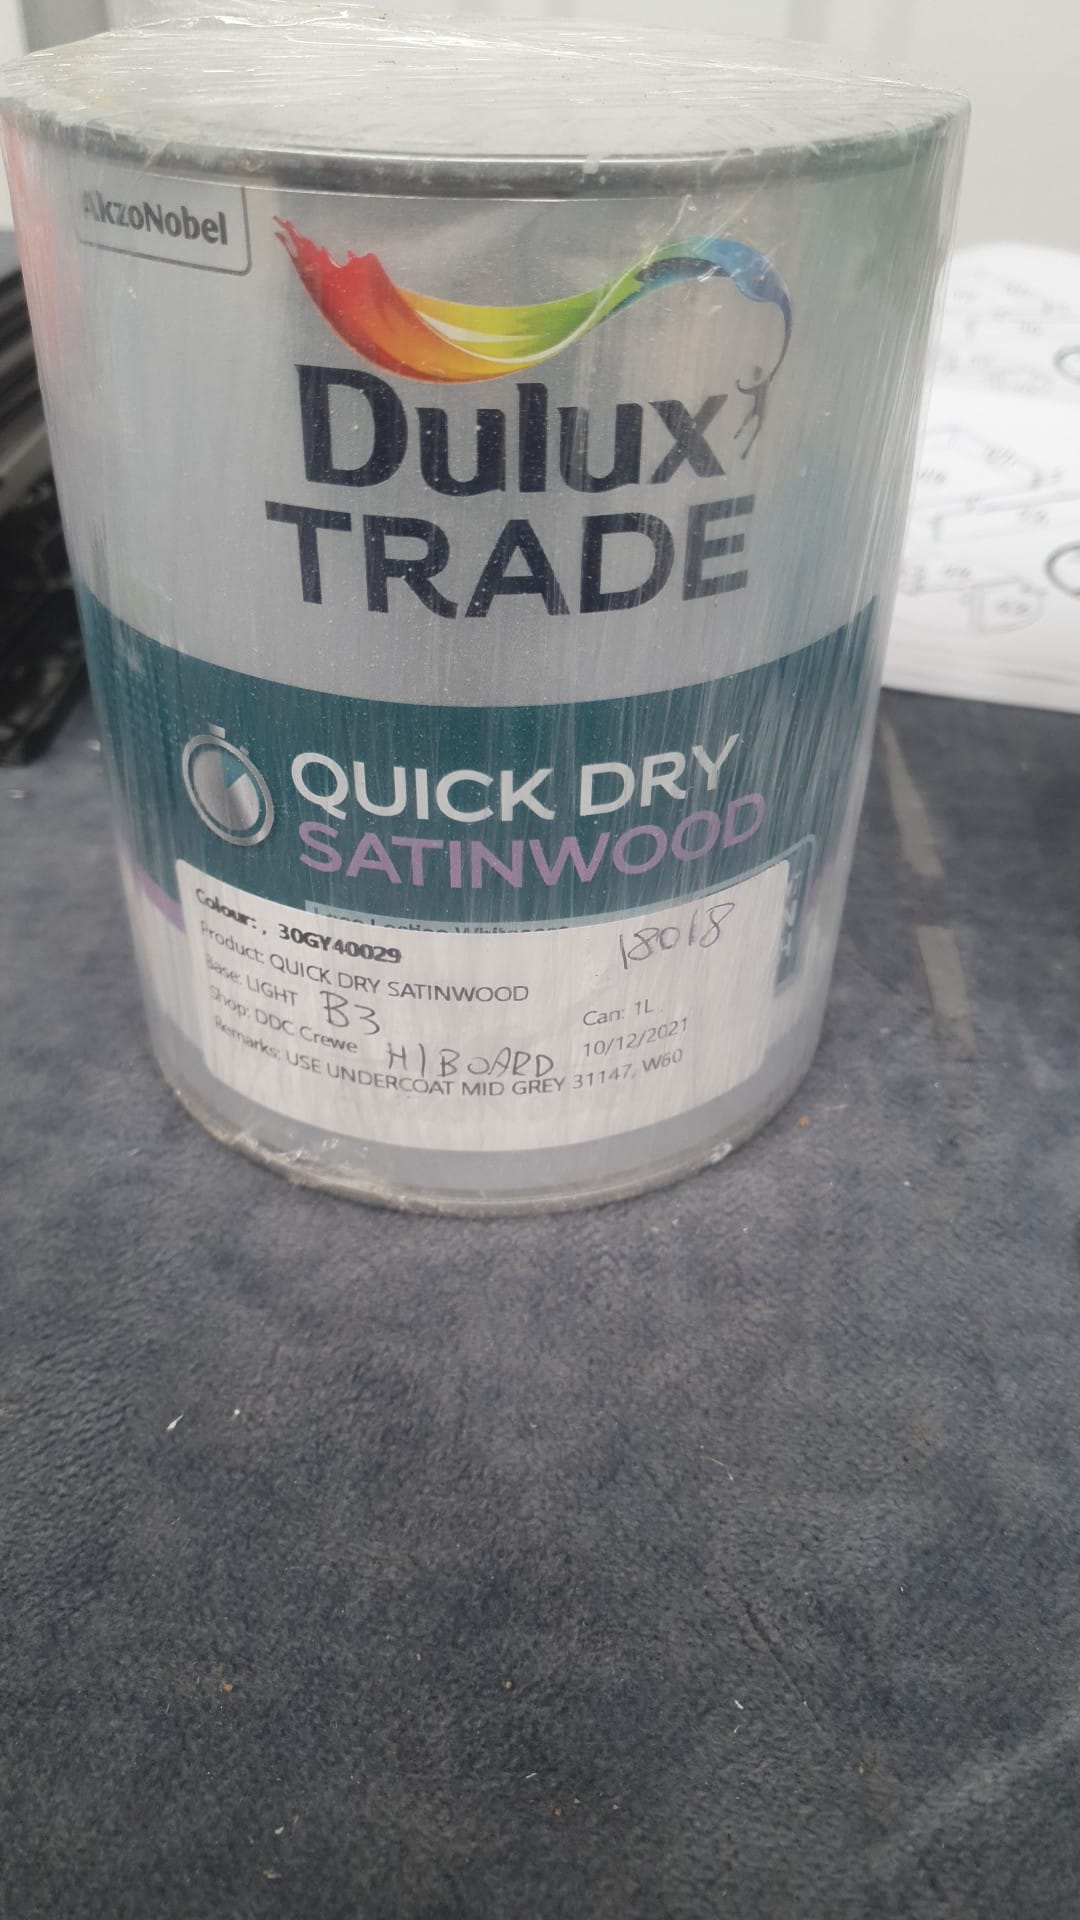 AkzoNobel
Dulux
TRADE
QUICK DRY
SATINWOOD
Colour: , 30GY40029
18018
Product: QUICK DRY SATINWOOD
Base: LIGHT B3
Can: 1L
Shop: DDC Crewe H/BOARD
10/12/2021
Remarks: USE UNDERCOAT MID GREY 31147, W60